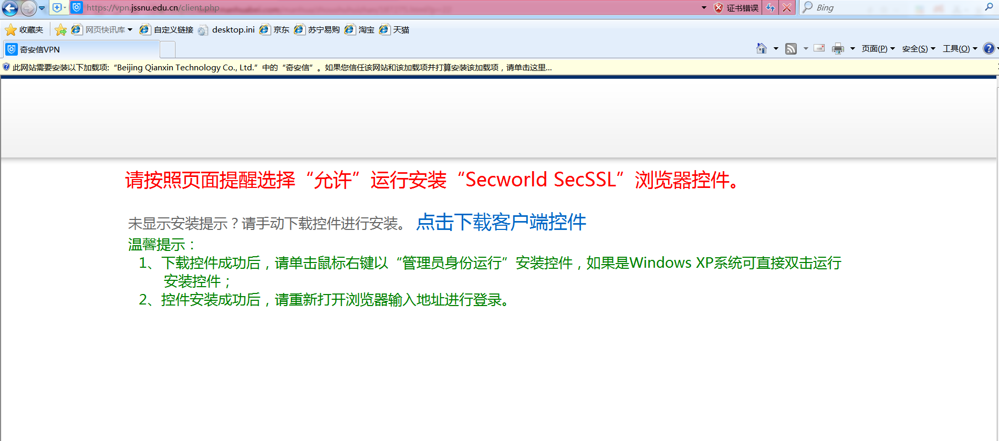 https://vpn.jssnu.edu.cn/client.php 证书错误 Bing
收藏夹 网页快讯库 自定义链接 desktop.ini 京东 苏宁易购 淘宝 天猫
奇安信VPN 页面(P) 安全(S) 工具(O)
此网站需要安装以下加载项:“Beijing Qianxin Technology Co., Ltd.”中的“奇安信”。如果您信任该网站和该加载项并打算安装该加载项，请单击这里...
请按照页面提醒选择“允许”运行安装“Secworld SecSSL”浏览器控件。
未显示安装提示？请手动下载控件进行安装。 点击下载客户端控件
温馨提示：
1、下载控件成功后，请单击鼠标右键以“管理员身份运行”安装控件，如果是Windows XP系统可直接双击运行
安装控件；
2、控件安装成功后，请重新打开浏览器输入地址进行登录。